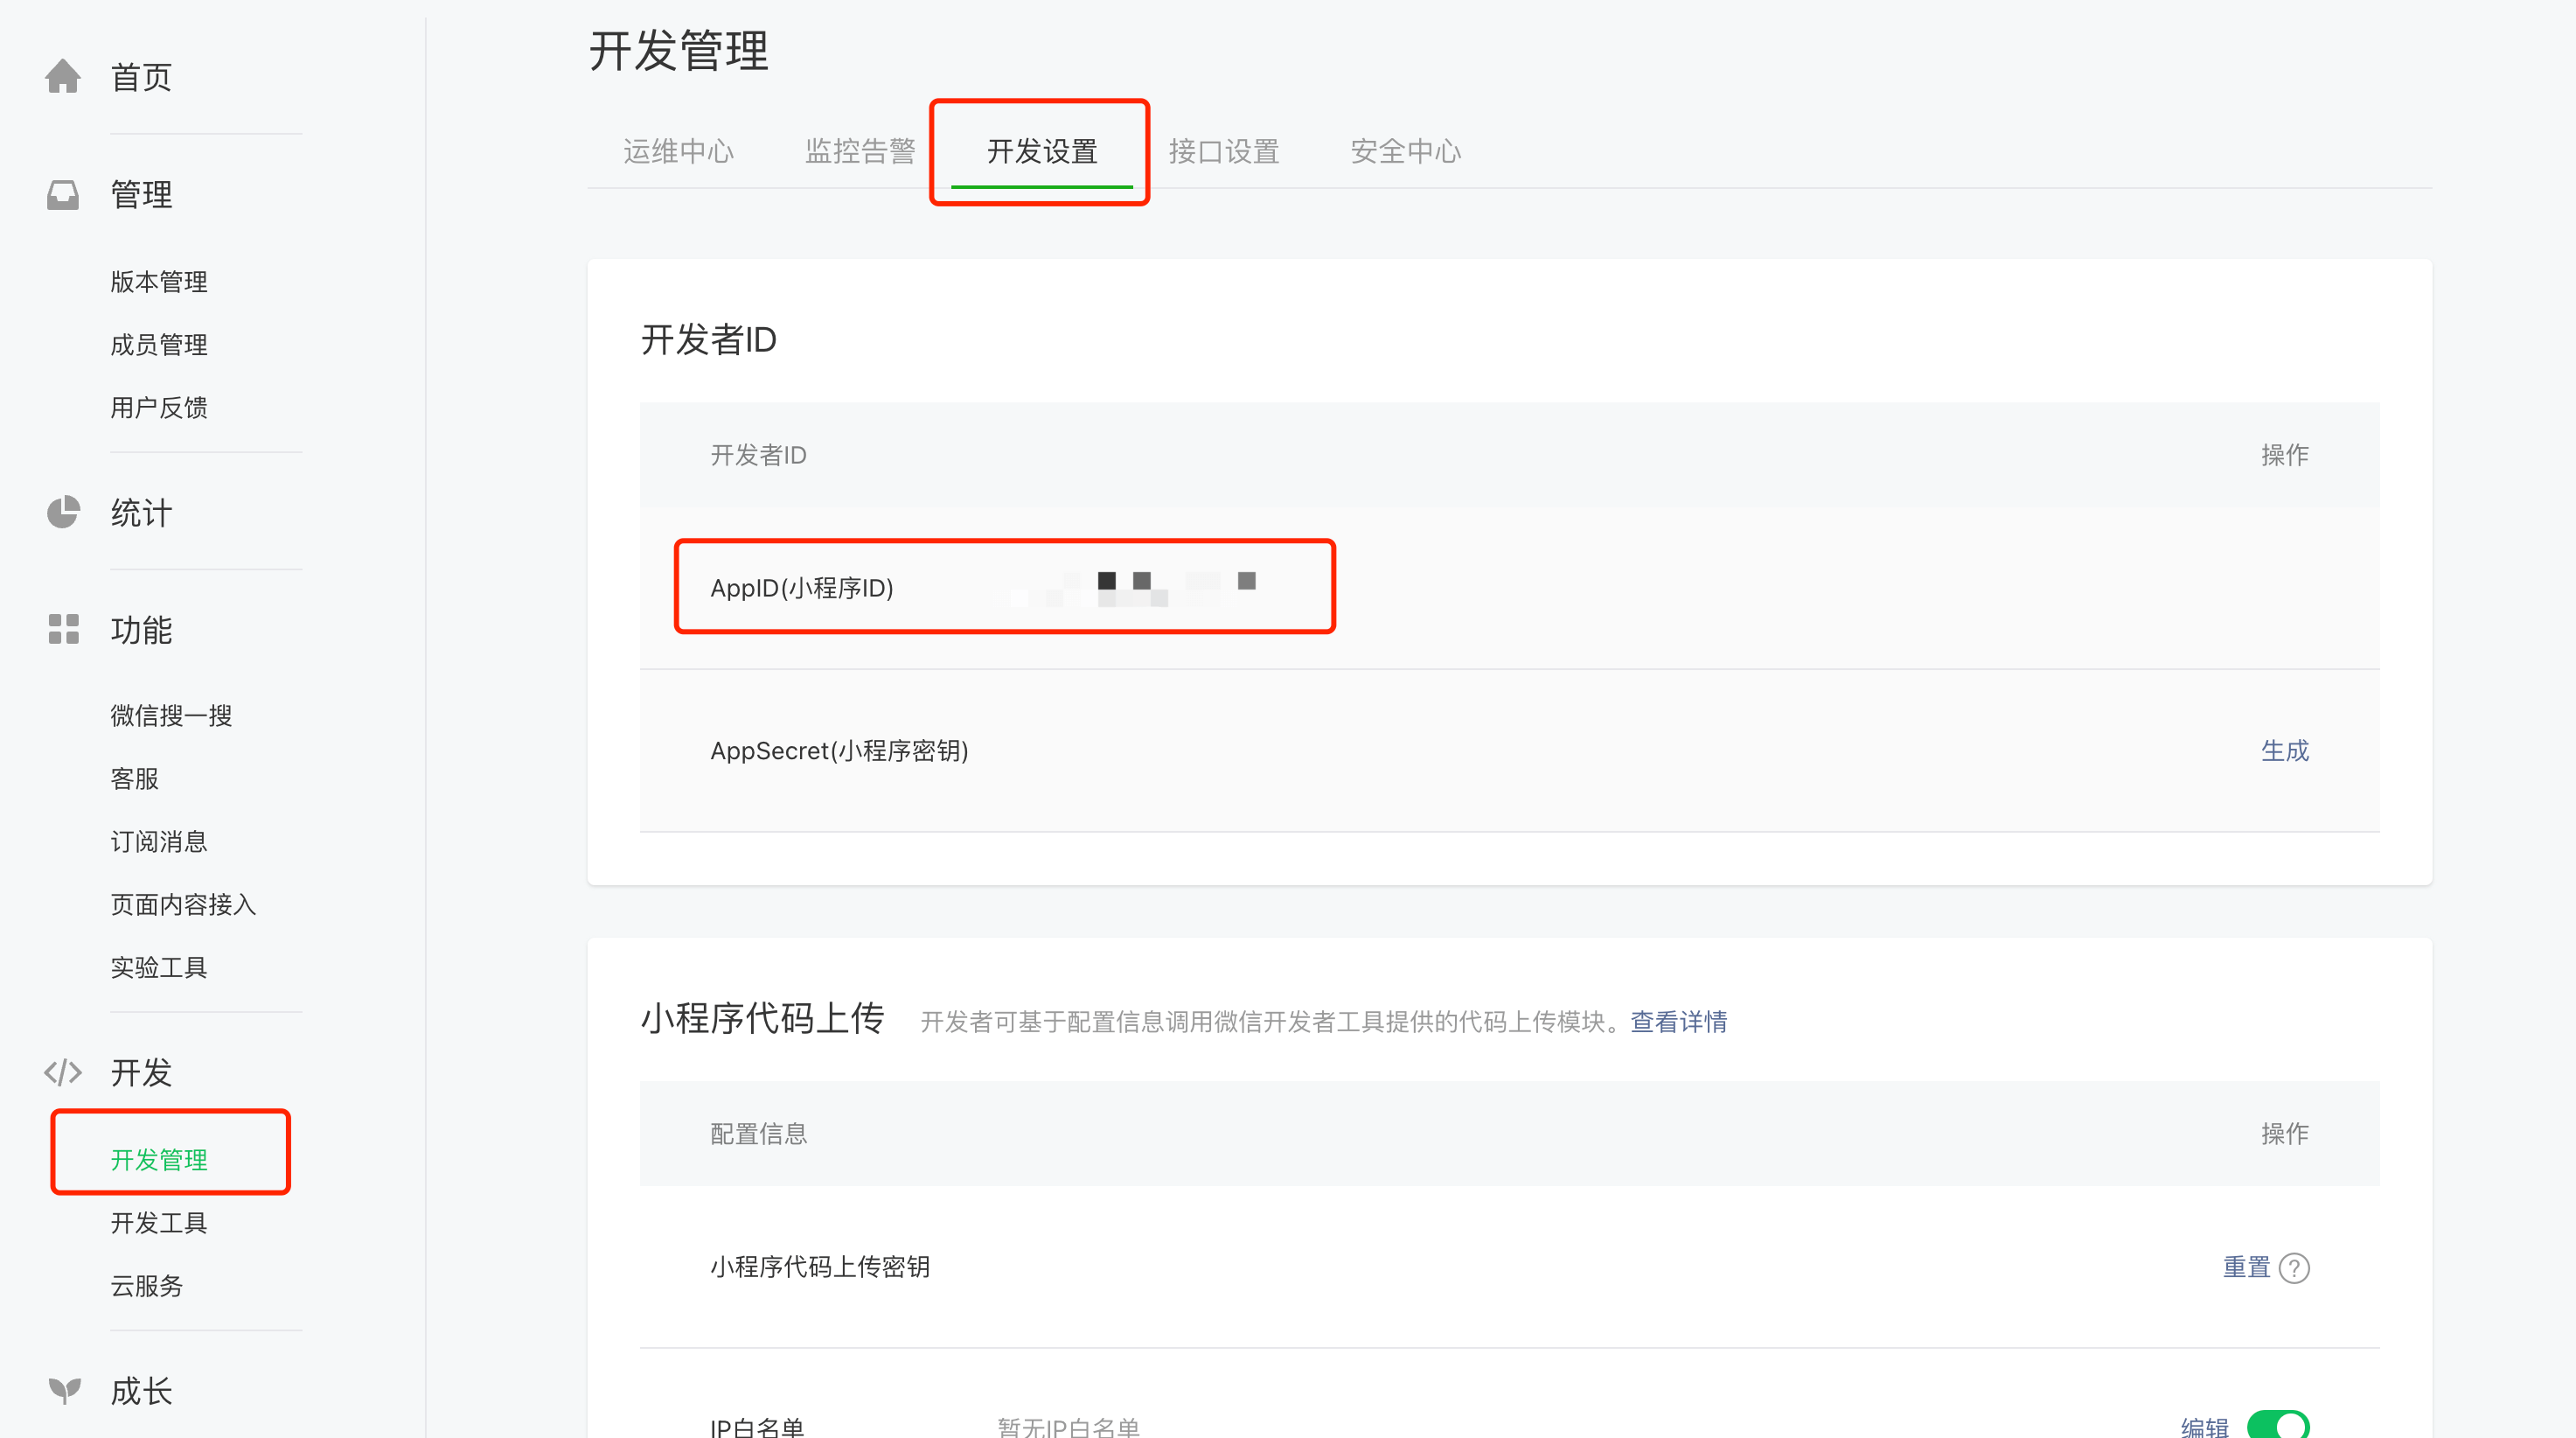 首页
管理
版本管理
成员管理
用户反馈
统计
功能
微信搜一搜
客服
订阅消息
页面内容接入
实验工具
开发
开发管理
开发工具
云服务
成长
开发管理
运维中心 监控告警 开发设置 接口设置 安全中心
开发者ID
开发者ID 操作
AppID(小程序ID)
AppSecret(小程序密钥) 生成
小程序代码上传 开发者可基于配置信息调用微信开发者工具提供的代码上传模块。查看详情
配置信息 操作
小程序代码上传密钥 重置 ?
IP白名单 暂无IP白名单 编辑